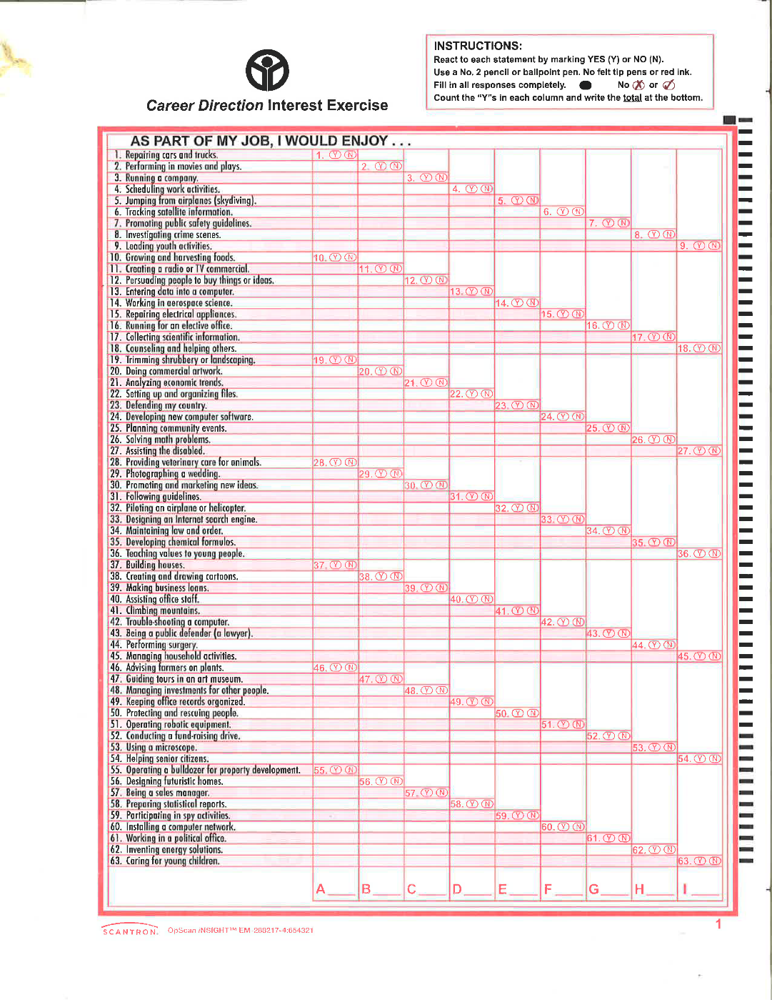 INSTRUCTIONS:
React to each statement by marking YES (Y) or NO (N).
Use a No. 2 pencil or ballpoint pen. No felt tip pens or red ink.
Fill in all responses completely. No or
Count the "Y"s in each column and write the total at the bottom.
Career Direction Interest Exercise
AS PART OF MY JOB, I WOULD ENJOY . . .
1. Repairing cars and trucks. 1. Y N
2. Performing in movies and plays. 2. Y N
3. Running a company. 3. Y N
4. Scheduling work activities. 4. Y N
5. Jumping from airplanes (skydiving). 5. Y N
6. Tracking satellite information. 6. Y N
7. Promoting public safety guidelines. 7. Y N
8. Investigating crime scenes. 8. Y N
9. Leading youth activities. 9. Y N
10. Growing and harvesting foods. 10. Y N
11. Creating a radio or TV commercial. 11. Y N
12. Persuading people to buy things or ideas. 12. Y N
13. Entering data into a computer. 13. Y N
14. Working in aerospace science. 14. Y N
15. Repairing electrical appliances. 15. Y N
16. Running for an elective office. 16. Y N
17. Collecting scientific information. 17. Y N
18. Counseling and helping others. 18. Y N
19. Trimming shrubbery or landscaping. 19. Y N
20. Doing commercial artwork. 20. Y N
21. Analyzing economic trends. 21. Y N
22. Setting up and organizing files. 22. Y N
23. Defending my country. 23. Y N
24. Developing new computer software. 24. Y N
25. Planning community events. 25. Y N
26. Solving math problems. 26. Y N
27. Assisting the disabled. 27. Y N
28. Providing veterinary care for animals. 28. Y N
29. Photographing a wedding. 29. Y N
30. Promoting and marketing new ideas. 30. Y N
31. Following guidelines. 31. Y N
32. Piloting an airplane or helicopter. 32. Y N
33. Designing an Internet search engine. 33. Y N
34. Maintaining law and order. 34. Y N
35. Developing chemical formulas. 35. Y N
36. Teaching values to young people. 36. Y N
37. Building houses. 37. Y N
38. Creating and drawing cartoons. 38. Y N
39. Making business loans. 39. Y N
40. Assisting office staff. 40. Y N
41. Climbing mountains. 41. Y N
42. Trouble-shooting a computer. 42. Y N
43. Being a public defender (a lawyer). 43. Y N
44. Performing surgery. 44. Y N
45. Managing household activities. 45. Y N
46. Advising farmers on plants. 46. Y N
47. Guiding tours in an art museum. 47. Y N
48. Managing investments for other people. 48. Y N
49. Keeping office records organized. 49. Y N
50. Protecting and rescuing people. 50. Y N
51. Operating robotic equipment. 51. Y N
52. Conducting a fund-raising drive. 52. Y N
53. Using a microscope. 53. Y N
54. Helping senior citizens. 54. Y N
55. Operating a bulldozer for property development. 55. Y N
56. Designing futuristic homes. 56. Y N
57. Being a sales manager. 57. Y N
58. Preparing statistical reports. 58. Y N
59. Participating in spy activities. 59. Y N
60. Installing a computer network. 60. Y N
61. Working in a political office. 61. Y N
62. Inventing energy solutions. 62. Y N
63. Caring for young children. 63. Y N
A___ B___ C___ D___ E___ F___ G___ H___ I___
SCANTRON. OpScan iNSIGHT™ EM-288217-4:654321
1